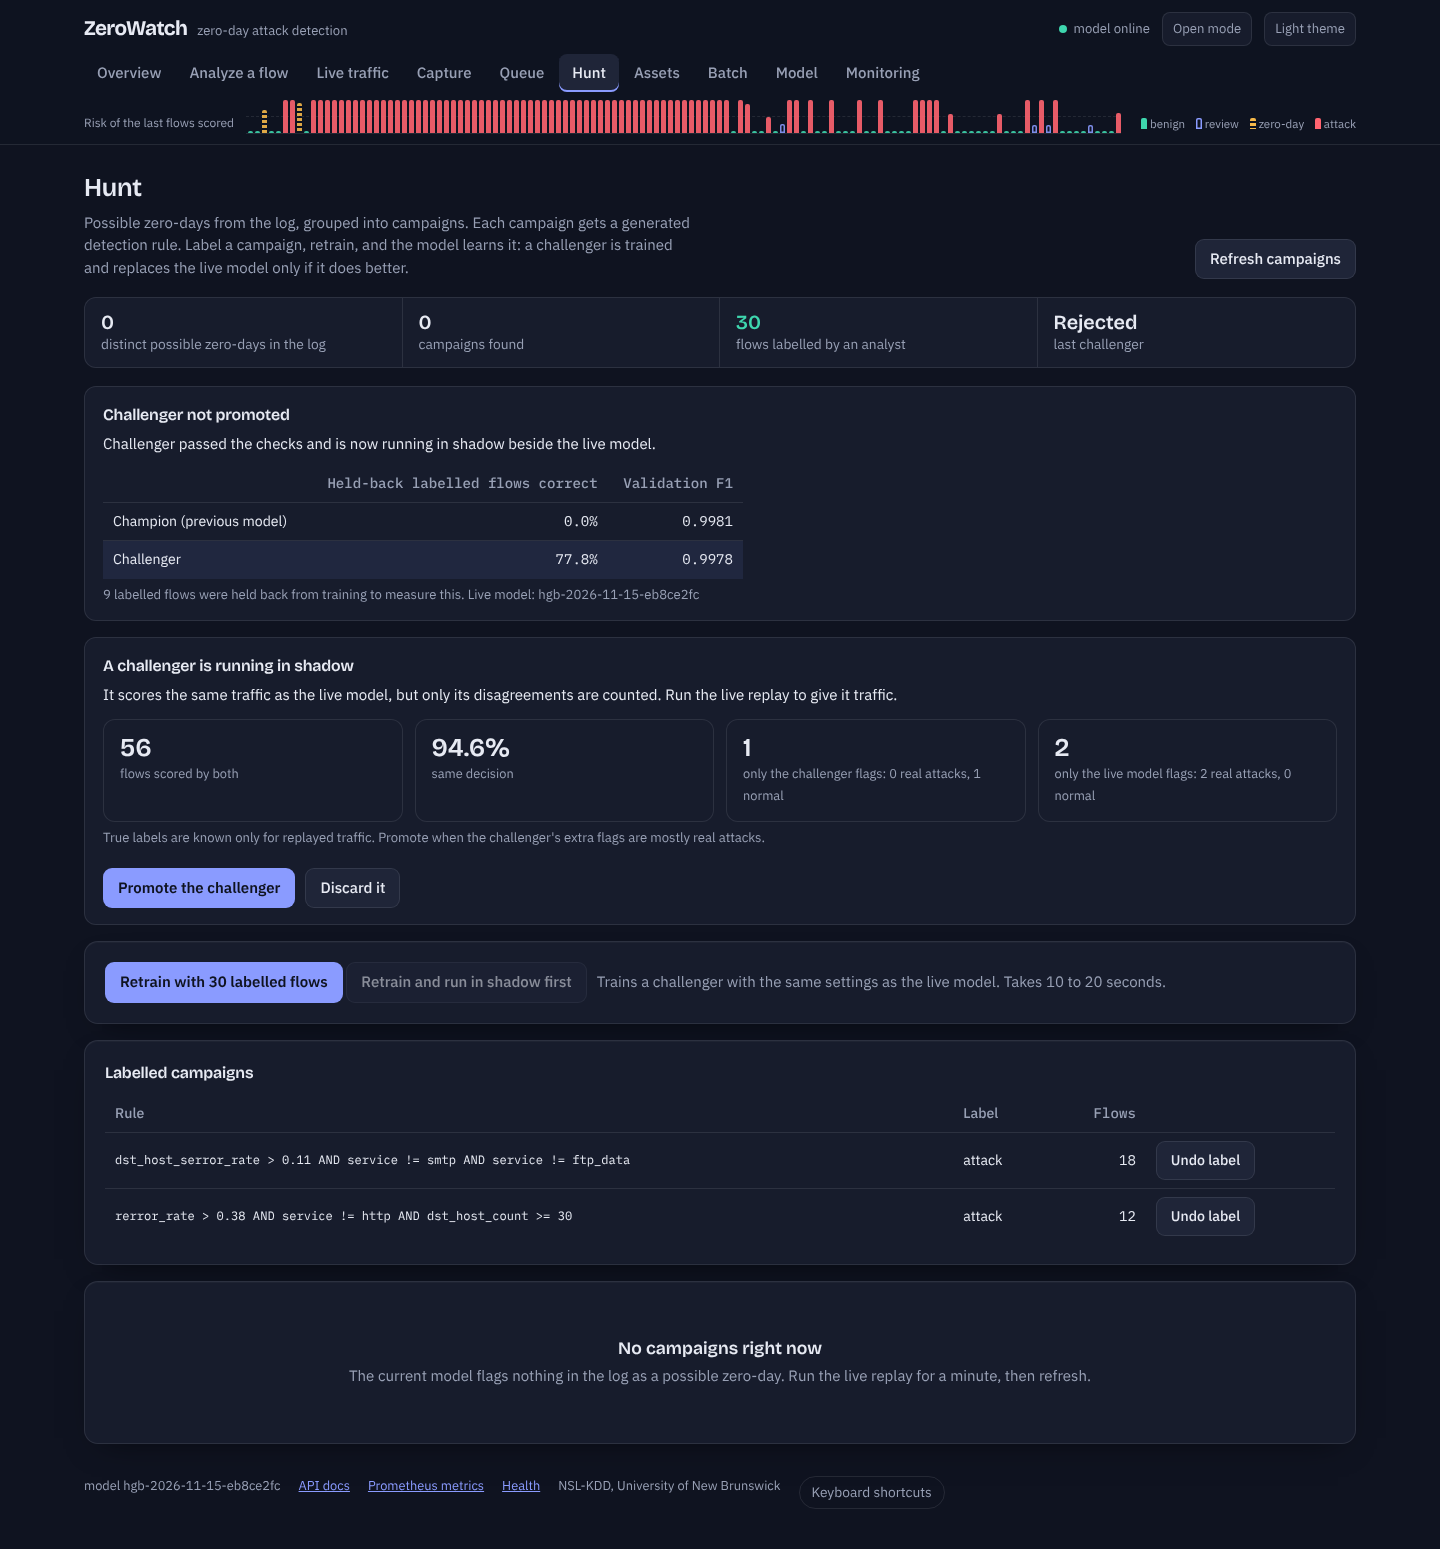 ZeroWatch zero-day attack detection
model online
Open mode
Light theme
Overview Analyze a flow Live traffic Capture Queue Hunt Assets Batch Model Monitoring
Risk of the last flows scored
benign review zero-day attack
Hunt
Possible zero-days from the log, grouped into campaigns. Each campaign gets a generated
detection rule. Label a campaign, retrain, and the model learns it: a challenger is trained
and replaces the live model only if it does better.
Refresh campaigns
0
distinct possible zero-days in the log
0
campaigns found
30
flows labelled by an analyst
Rejected
last challenger
Challenger not promoted
Challenger passed the checks and is now running in shadow beside the live model.
Held-back labelled flows correct Validation F1
Champion (previous model) 0.0% 0.9981
Challenger 77.8% 0.9978
9 labelled flows were held back from training to measure this. Live model: hgb-2026-11-15-eb8ce2fc
A challenger is running in shadow
It scores the same traffic as the live model, but only its disagreements are counted. Run the live replay to give it traffic.
56
flows scored by both
94.6%
same decision
1
only the challenger flags: 0 real attacks, 1
normal
2
only the live model flags: 2 real attacks, 0
normal
True labels are known only for replayed traffic. Promote when the challenger's extra flags are mostly real attacks.
Promote the challenger
Discard it
Retrain with 30 labelled flows
Retrain and run in shadow first
Trains a challenger with the same settings as the live model. Takes 10 to 20 seconds.
Labelled campaigns
Rule Label Flows
dst_host_serror_rate > 0.11 AND service != smtp AND service != ftp_data attack 18 Undo label
rerror_rate > 0.38 AND service != http AND dst_host_count >= 30 attack 12 Undo label
No campaigns right now
The current model flags nothing in the log as a possible zero-day. Run the live replay for a minute, then refresh.
model hgb-2026-11-15-eb8ce2fc API docs Prometheus metrics Health NSL-KDD, University of New Brunswick Keyboard shortcuts